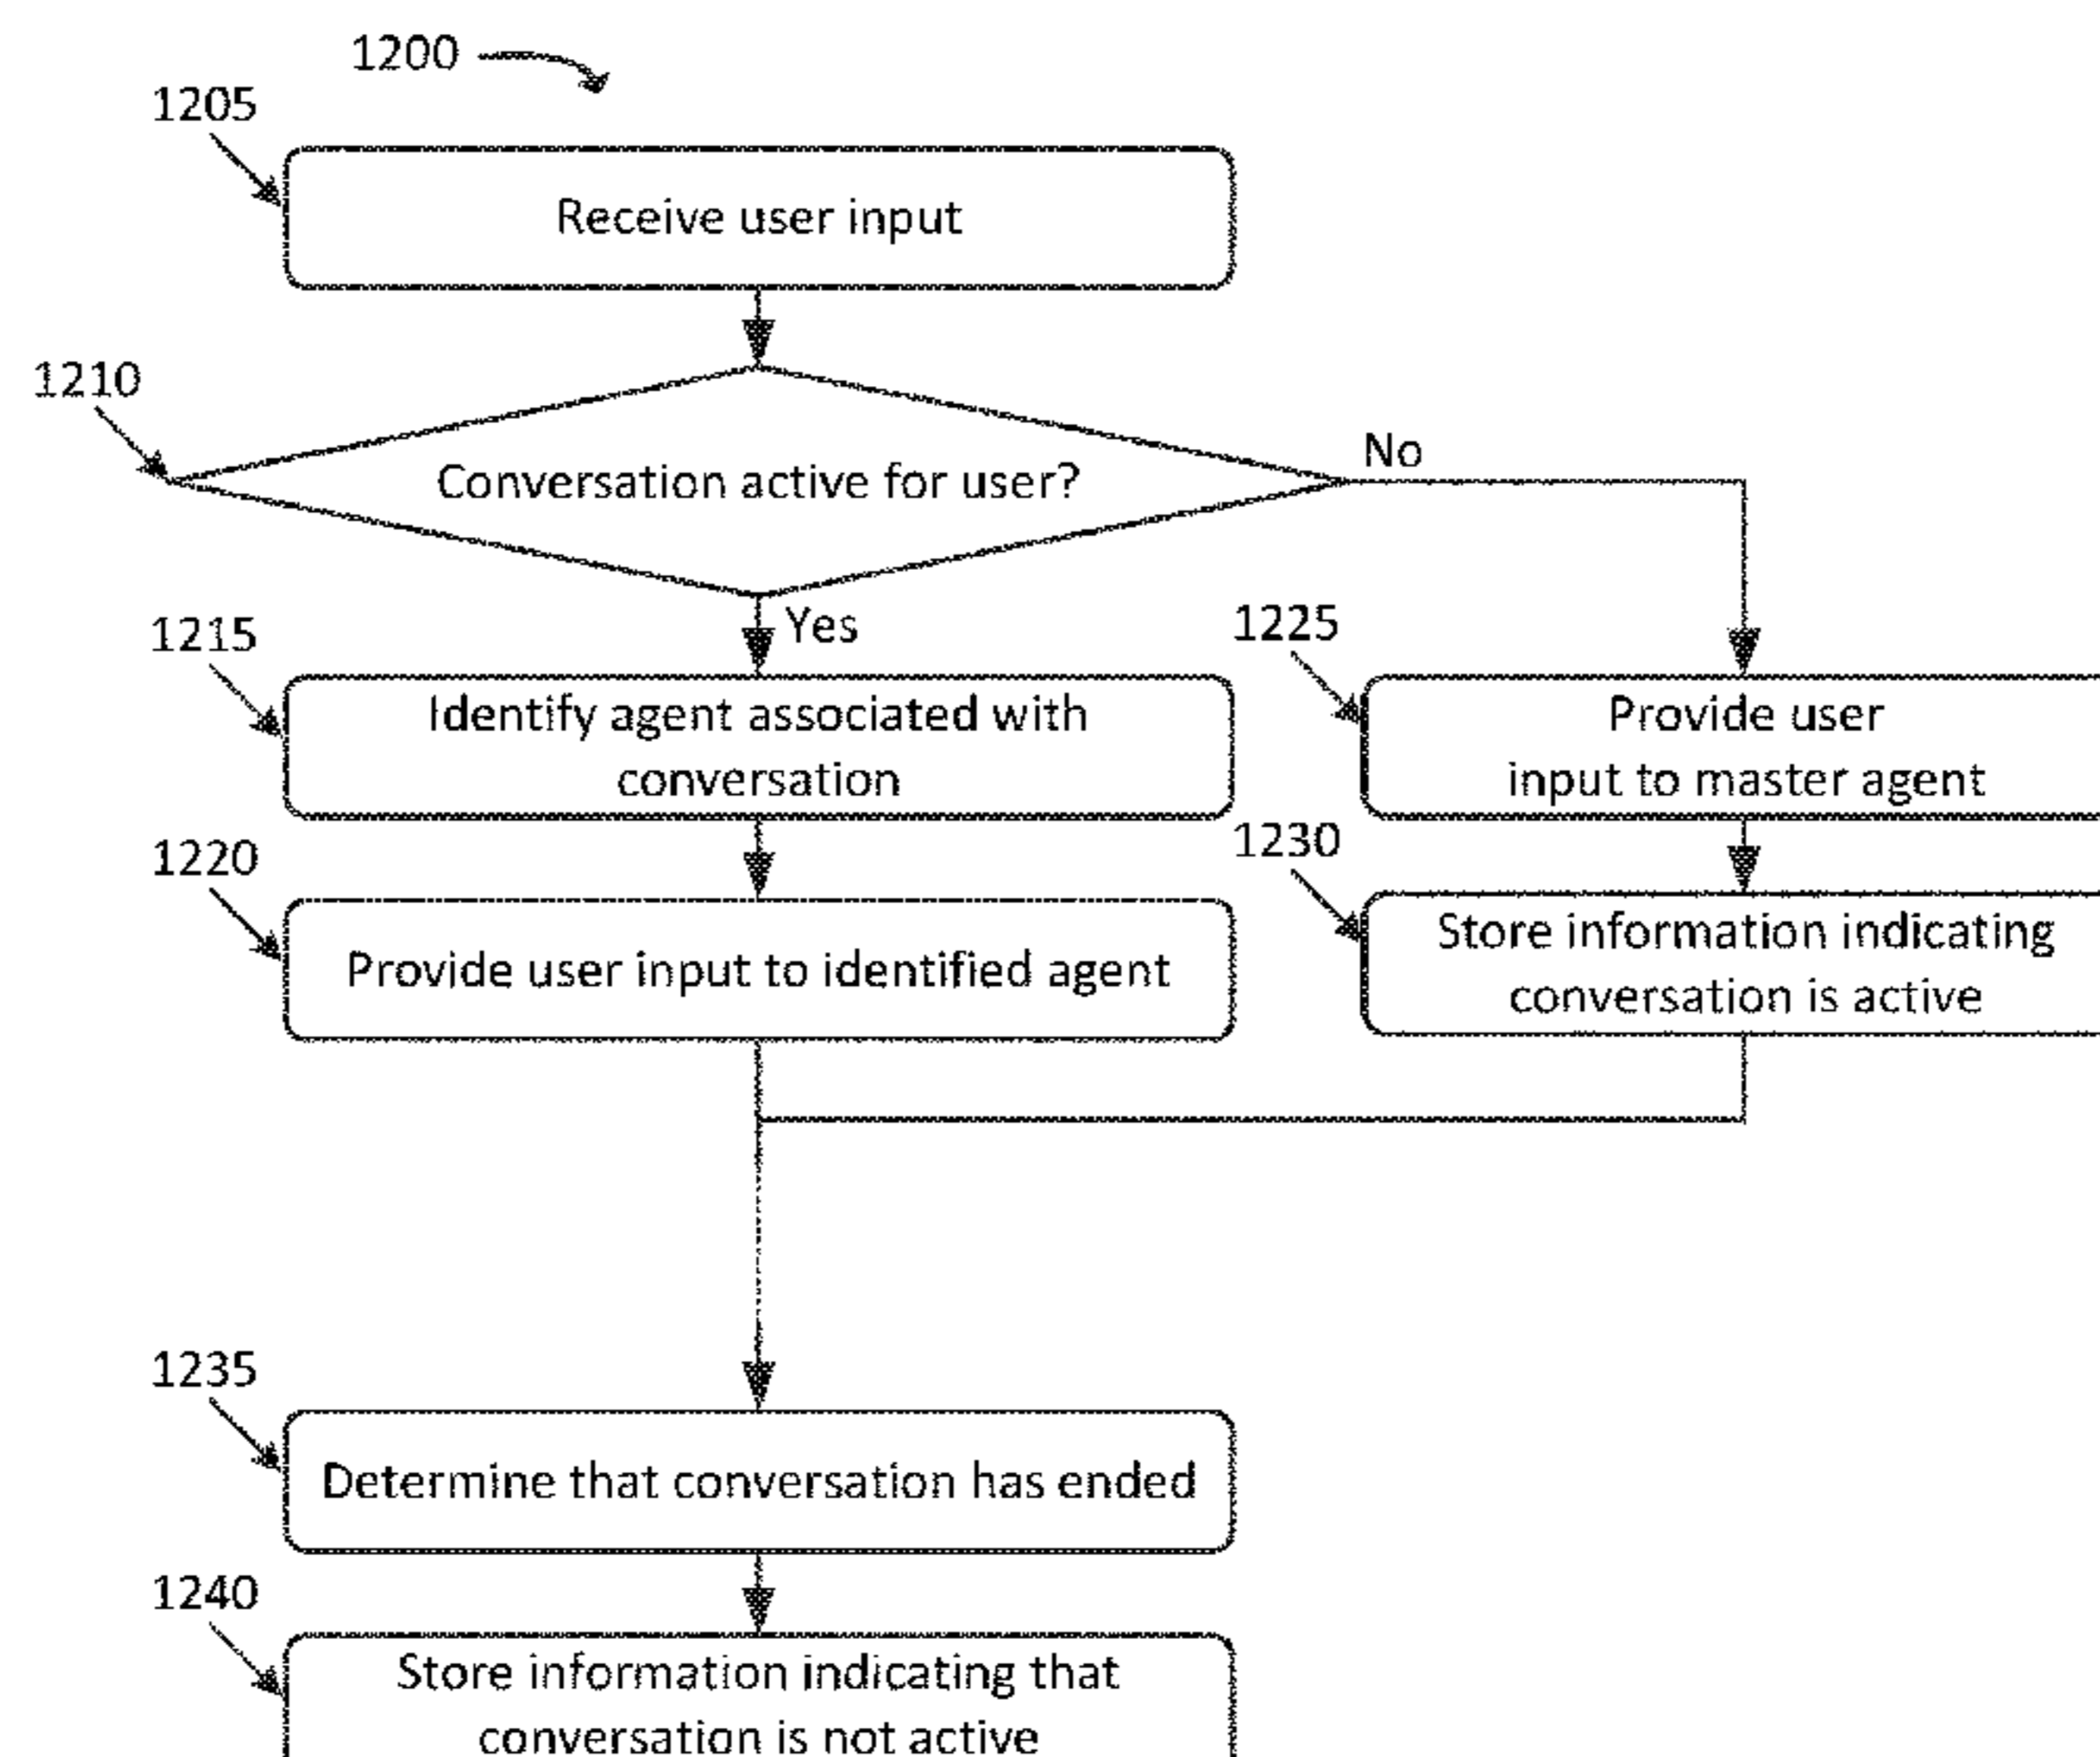 1200
1205
Receive user input
1210
Conversation active for user?
No
Yes
1215
Identify agent associated with
conversation
1225
Provide user
input to master agent
1220
Provide user input to identified agent
1230
Store information indicating
conversation is active
1235
Determine that conversation has ended
1240
Store information indicating that
conversation is not active